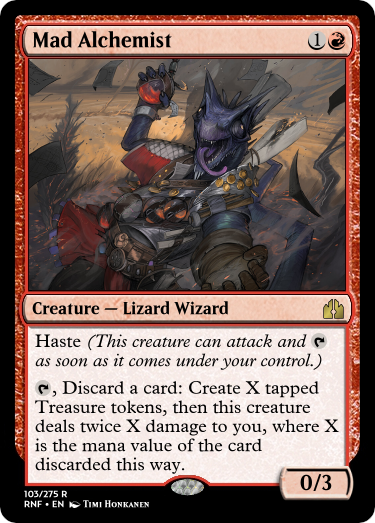 Mad Alchemist 1
Creature — Lizard Wizard
Haste (This creature can attack and
as soon as it comes under your control.)
, Discard a card: Create X tapped
Treasure tokens, then this creature
deals twice X damage to you, where X
is the mana value of the card
discarded this way.
0/3
103/275 R
RNF • EN Timi Honkanen